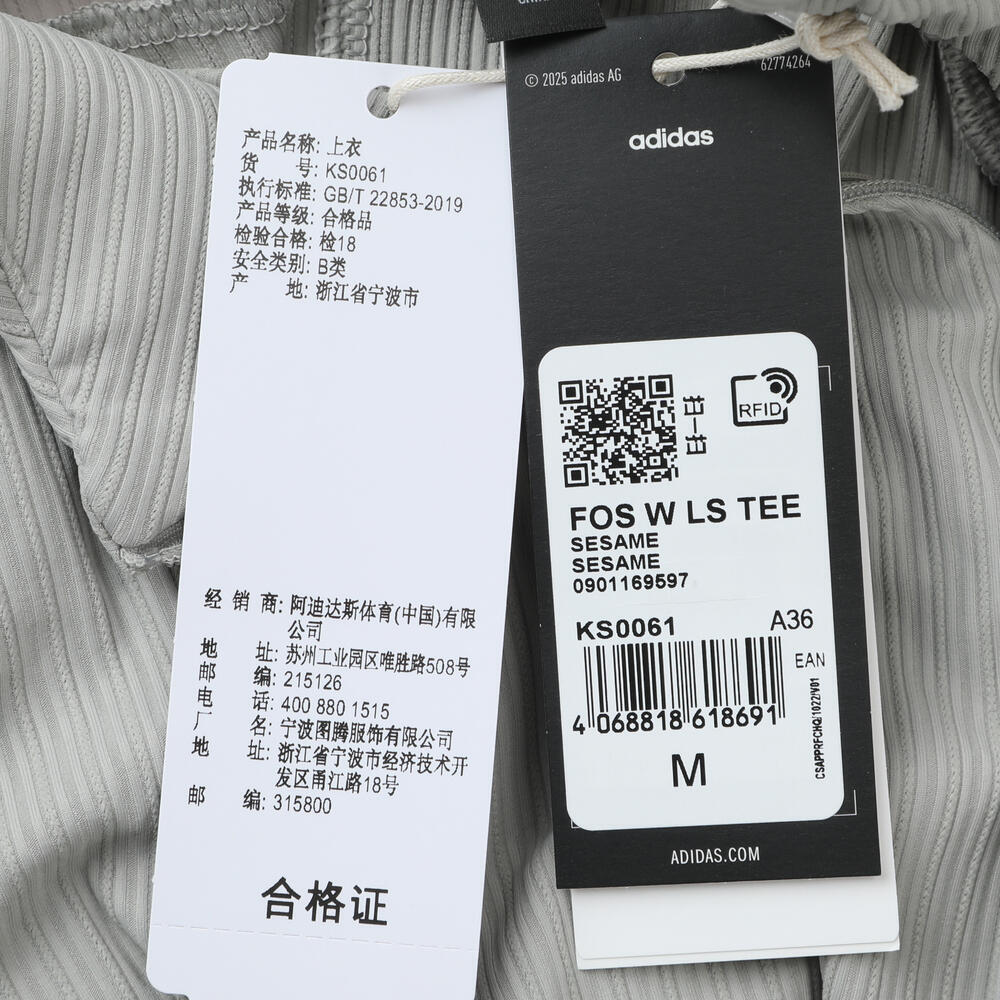 产品名称: 上衣
货 号: KS0061
执行标准: GB/T 22853-2019
产品等级: 合格品
检验合格: 检18
安全类别: B类
产 地: 浙江省宁波市
经 销 商: 阿迪达斯体育(中国)有限
公司
地 址: 苏州工业园区唯胜路508号
邮 编: 215126
电 话: 400 880 1515
厂 名: 宁波图腾服饰有限公司
地 址: 浙江省宁波市经济技术开
发区甬江路18号
邮 编: 315800
合格证
© 2025 adidas AG
62774264
adidas
扫一扫
RFID
FOS W LS TEE
SESAME
SESAME
0901169597
KS0061 A36
EAN
4 068818 618691
CSAPPRFCHQ/1022/V01
M
ADIDAS.COM